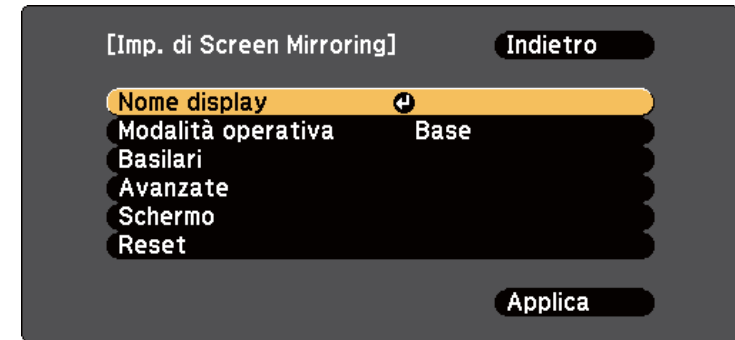 [Imp. di Screen Mirroring] Indietro
Nome display
Modalità operativa Base
Basilari
Avanzate
Schermo
Reset
Applica